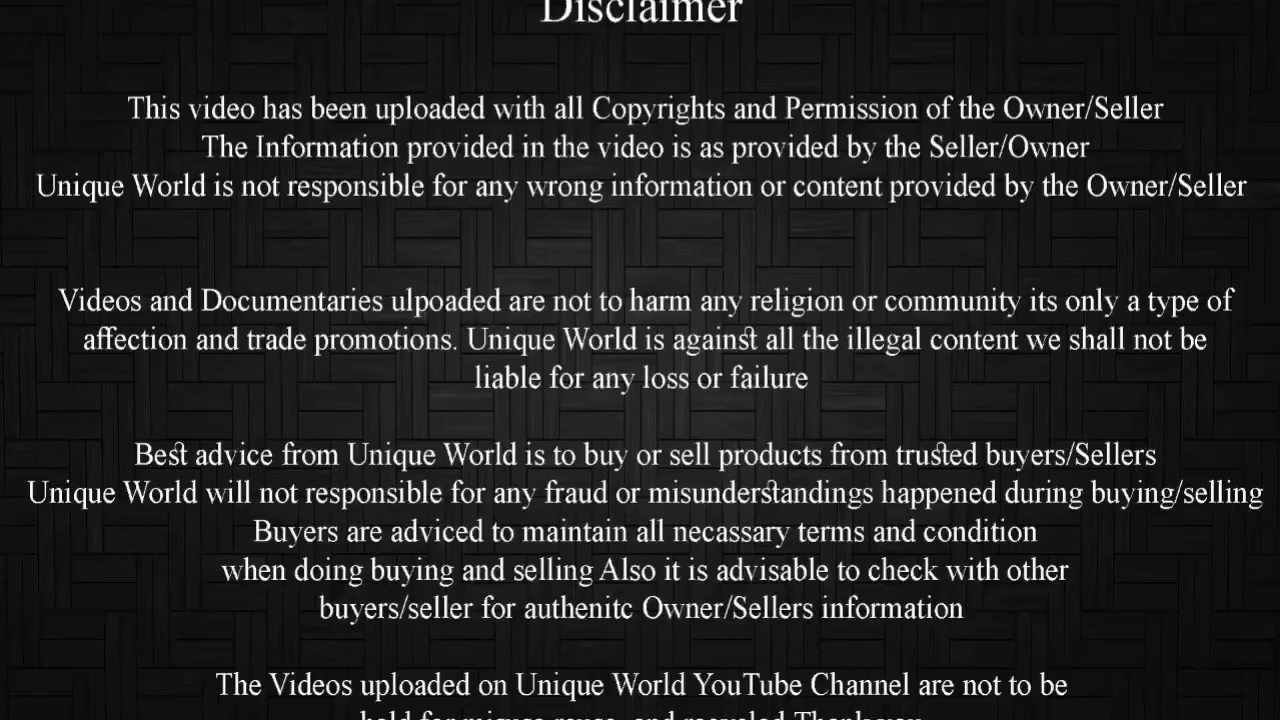 Disclaimer
This video has been uploaded with all Copyrights and Permission of the Owner/Seller
The Information provided in the video is as provided by the Seller/Owner
Unique World is not responsible for any wrong information or content provided by the Owner/Seller
Videos and Documentaries ulpoaded are not to harm any religion or community its only a type of
affection and trade promotions. Unique World is against all the illegal content we shall not be
liable for any loss or failure
Best advice from Unique World is to buy or sell products from trusted buyers/Sellers
Unique World will not responsible for any fraud or misunderstandings happened during buying/selling
Buyers are adviced to maintain all necassary terms and condition
when doing buying and selling Also it is advisable to check with other
buyers/seller for authenitc Owner/Sellers information
The Videos uploaded on Unique World YouTube Channel are not to be